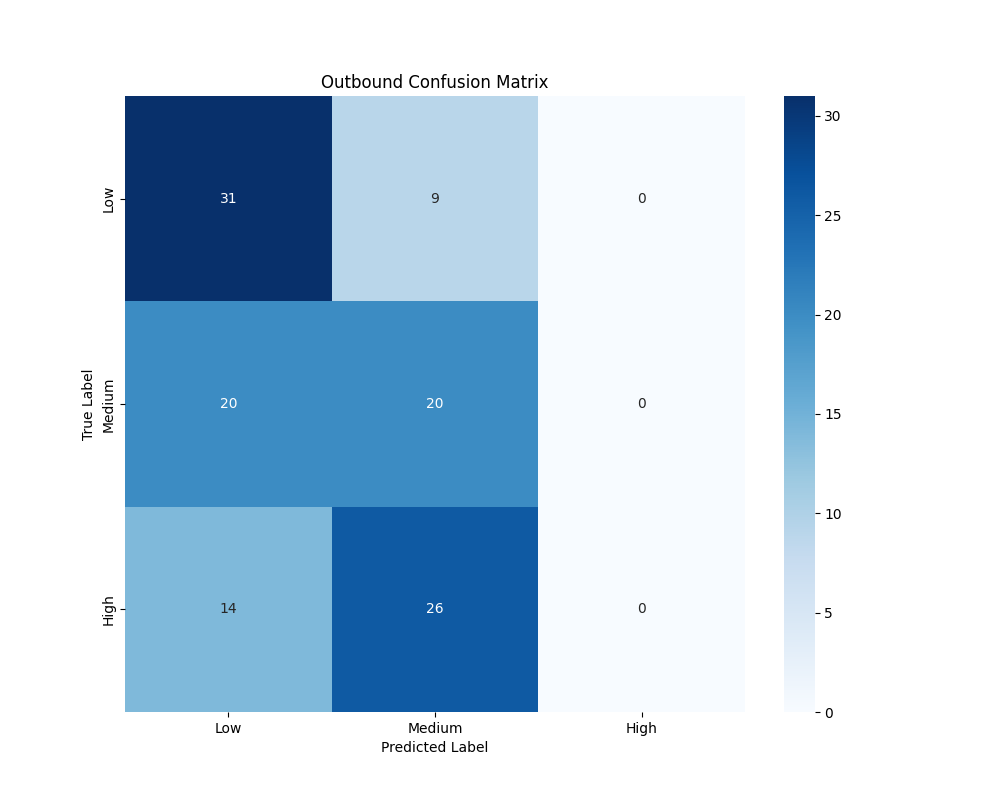 Outbound Confusion Matrix
True Label
Low
Medium
High
31 9 0
20 20 0
14 26 0
Low Medium High
Predicted Label
30
25
20
15
10
5
0